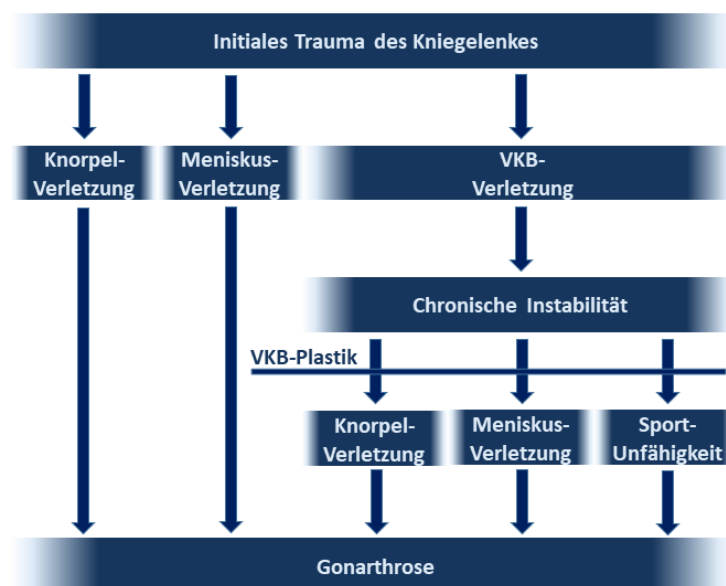 Initiales Trauma des Kniegelenkes
Knorpel-
Verletzung
Meniskus-
Verletzung
VKB-
Verletzung
Chronische Instabilität
VKB-Plastik
Knorpel-
Verletzung
Meniskus-
Verletzung
Sport-
Unfähigkeit
Gonarthrose